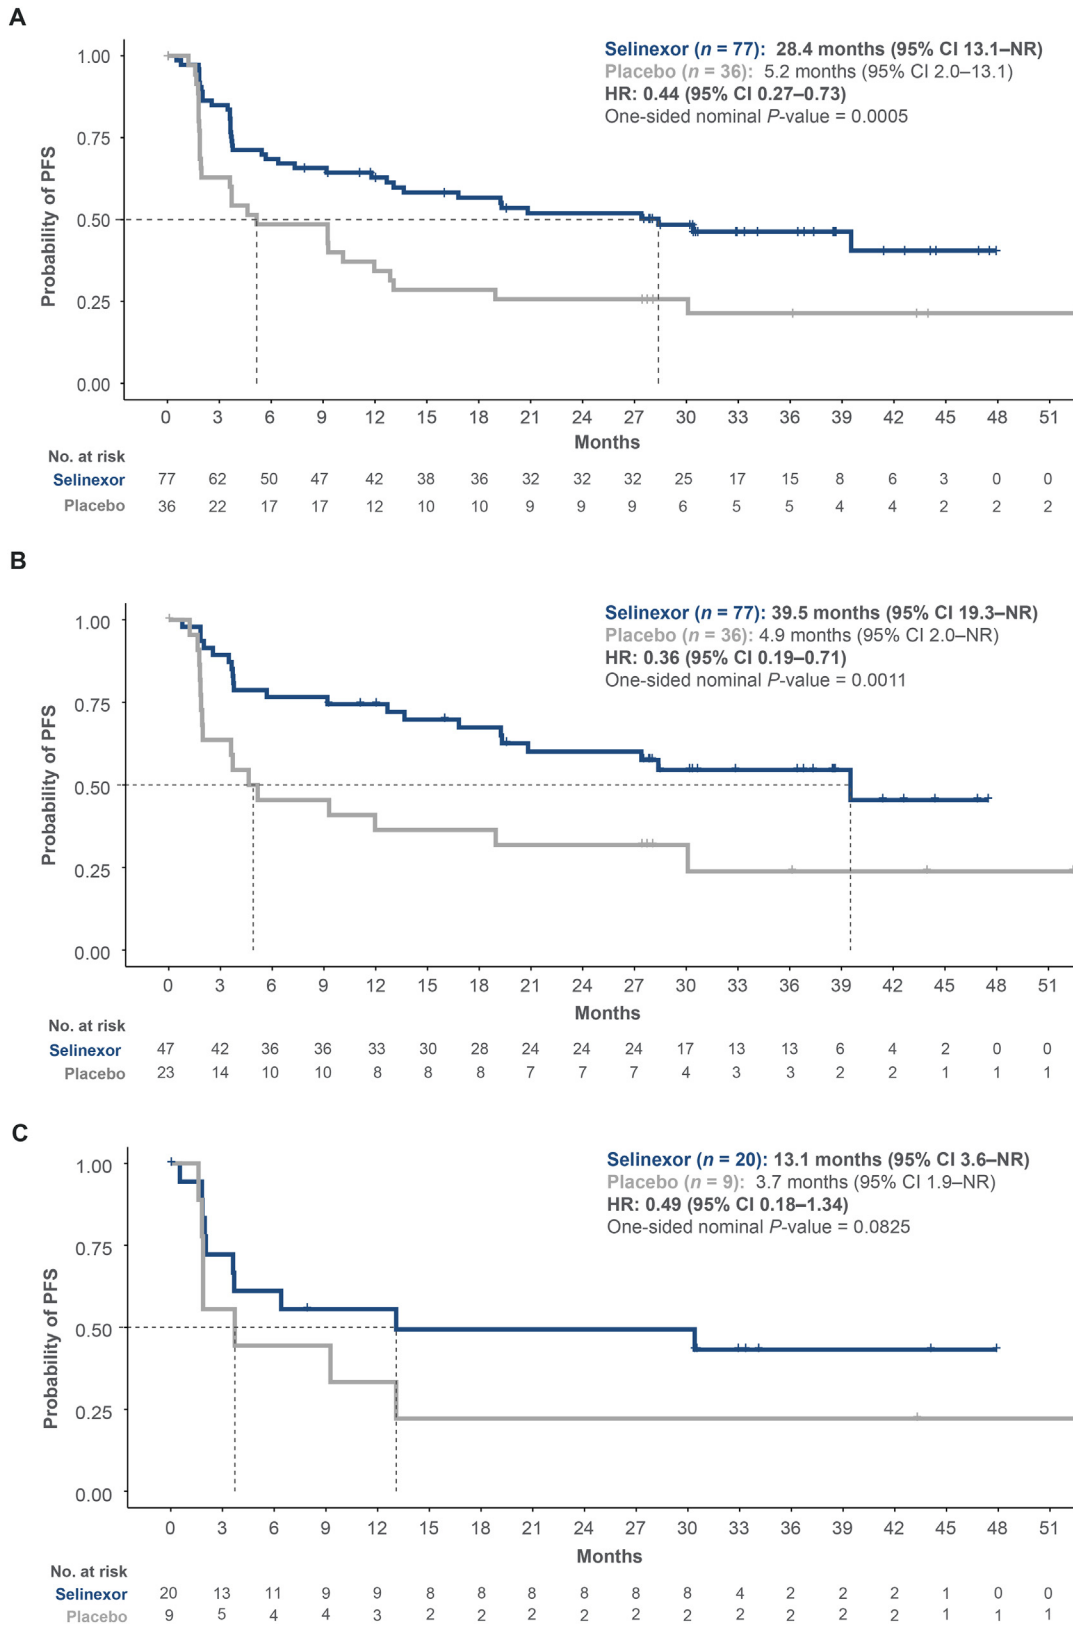 A
Selinexor (n = 77): 28.4 months (95% CI 13.1–NR)
Placebo (n = 36): 5.2 months (95% CI 2.0–13.1)
HR: 0.44 (95% CI 0.27–0.73)
One-sided nominal P-value = 0.0005
Probability of PFS
1.00
0.75
0.50
0.25
0.00
0 3 6 9 12 15 18 21 24 27 30 33 36 39 42 45 48 51
Months
No. at risk
Selinexor 77 62 50 47 42 38 36 32 32 32 25 17 15 8 6 3 0 0
Placebo 36 22 17 17 12 10 10 9 9 9 6 5 5 4 4 2 2 2
B
Selinexor (n = 77): 39.5 months (95% CI 19.3–NR)
Placebo (n = 36): 4.9 months (95% CI 2.0–NR)
HR: 0.36 (95% CI 0.19–0.71)
One-sided nominal P-value = 0.0011
Probability of PFS
1.00
0.75
0.50
0.25
0.00
0 3 6 9 12 15 18 21 24 27 30 33 36 39 42 45 48 51
Months
No. at risk
Selinexor 47 42 36 36 33 30 28 24 24 24 17 13 13 6 4 2 0 0
Placebo 23 14 10 10 8 8 8 7 7 7 4 3 3 2 2 1 1 1
C
Selinexor (n = 20): 13.1 months (95% CI 3.6–NR)
Placebo (n = 9): 3.7 months (95% CI 1.9–NR)
HR: 0.49 (95% CI 0.18–1.34)
One-sided nominal P-value = 0.0825
Probability of PFS
1.00
0.75
0.50
0.25
0.00
0 3 6 9 12 15 18 21 24 27 30 33 36 39 42 45 48 51
Months
No. at risk
Selinexor 20 13 11 9 9 8 8 8 8 8 8 4 2 2 2 1 0 0
Placebo 9 5 4 4 3 2 2 2 2 2 2 2 2 2 2 1 1 1